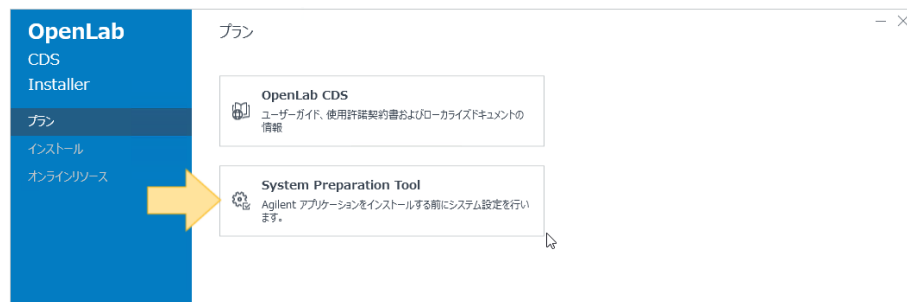 OpenLab
CDS
Installer
プラン
インストール
オンラインリソース
プラン
OpenLab CDS
ユーザーガイド、使用許諾契約書およびローカライズドキュメントの
情報
System Preparation Tool
Agilent アプリケーションをインストールする前にシステム設定を行い
ます。